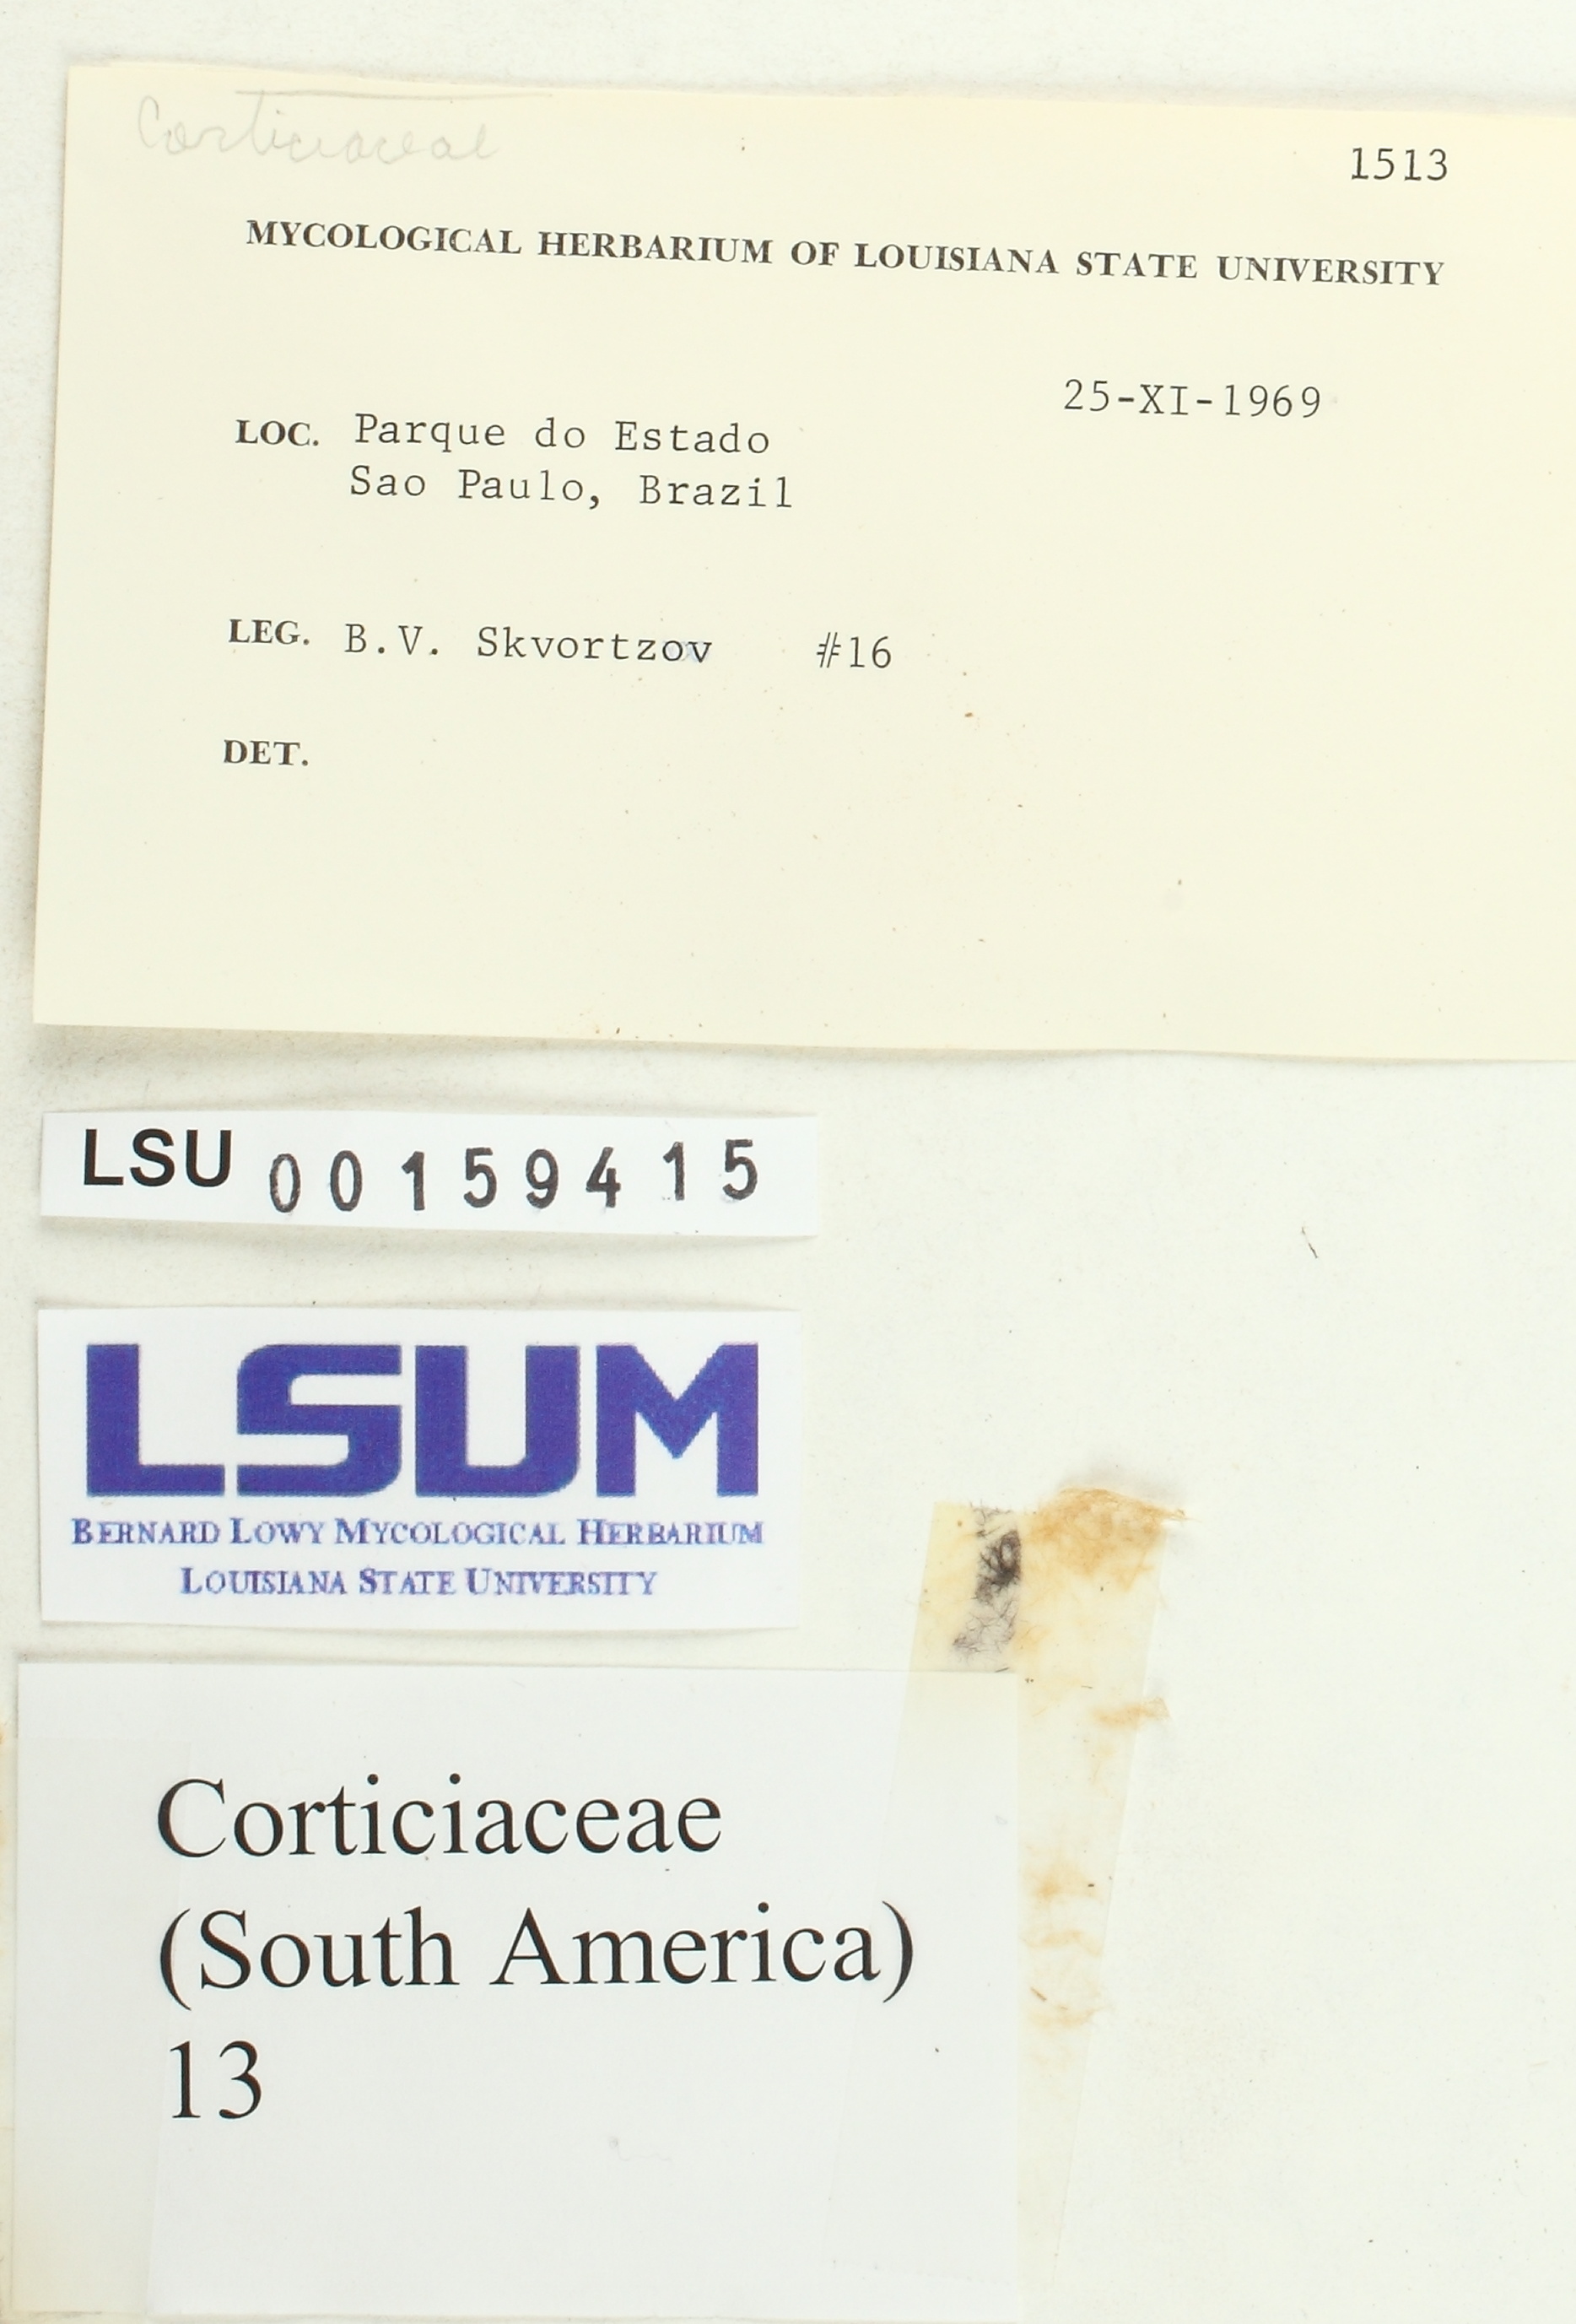 Corticiaceae
1513
MYCOLOGICAL HERBARIUM OF LOUISIANA STATE UNIVERSITY
25-XI-1969
LOC. Parque do Estado
Sao Paulo, Brazil
LEG. B.V. Skvortzov #16
DET.
LSU 00159415
LSUM
BERNARD LOWY MYCOLOGICAL HERBARIUM
LOUISIANA STATE UNIVERSITY
Corticiaceae
(South America)
13